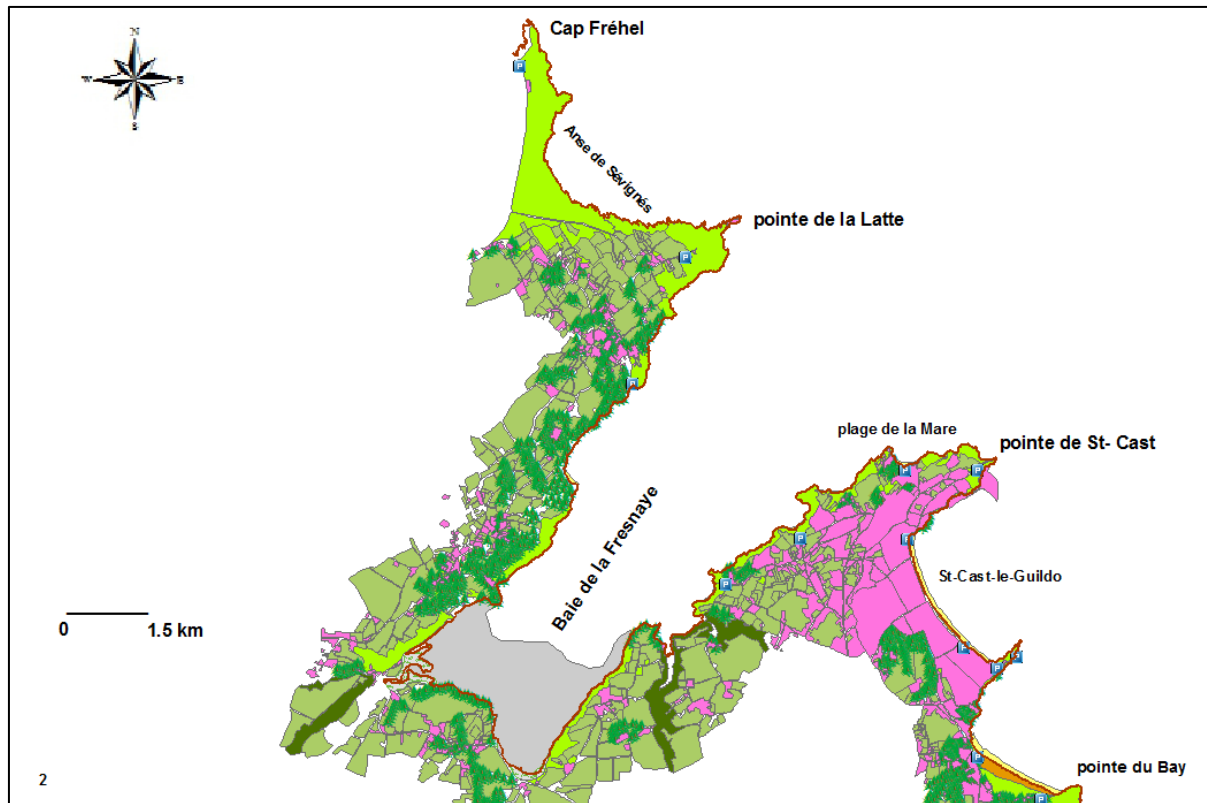 Cap Fréhel
N
W
E
S
P
Anse de Sévignés
pointe de la Latte
P
P
plage de la Mare
pointe de St- Cast
P
P
Baie de la Fresnaye
P
P
St-Cast-le-Guildo
P
0
1.5 km
P
P
P
P
pointe du Bay
2
P